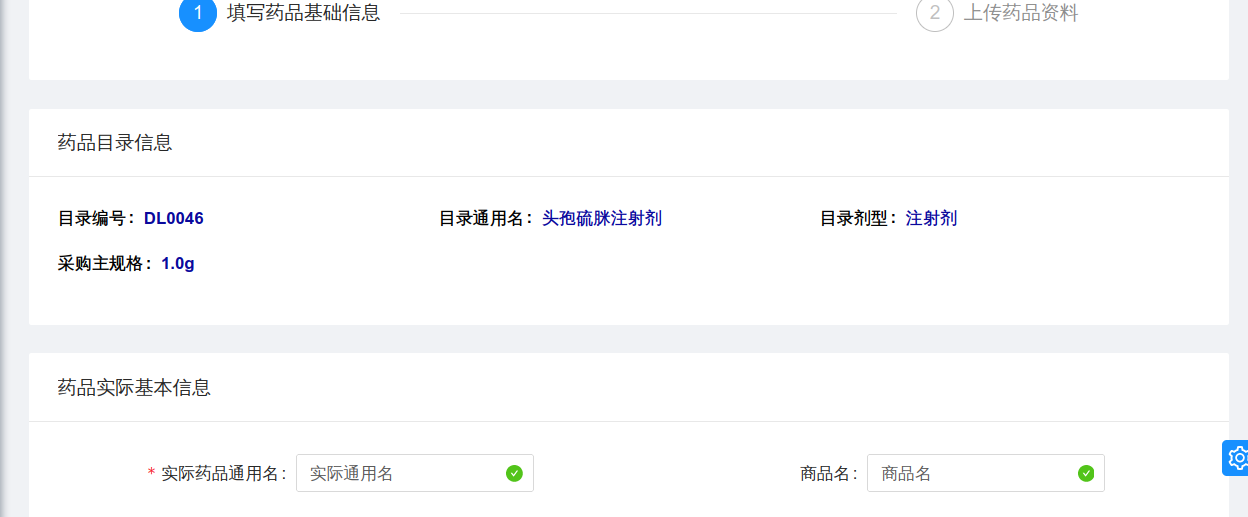 1 填写药品基础信息 2 上传药品资料
药品目录信息
目录编号: DL0046 目录通用名: 头孢硫脒注射剂 目录剂型: 注射剂
采购主规格: 1.0g
药品实际基本信息
* 实际药品通用名: 实际通用名 商品名: 商品名